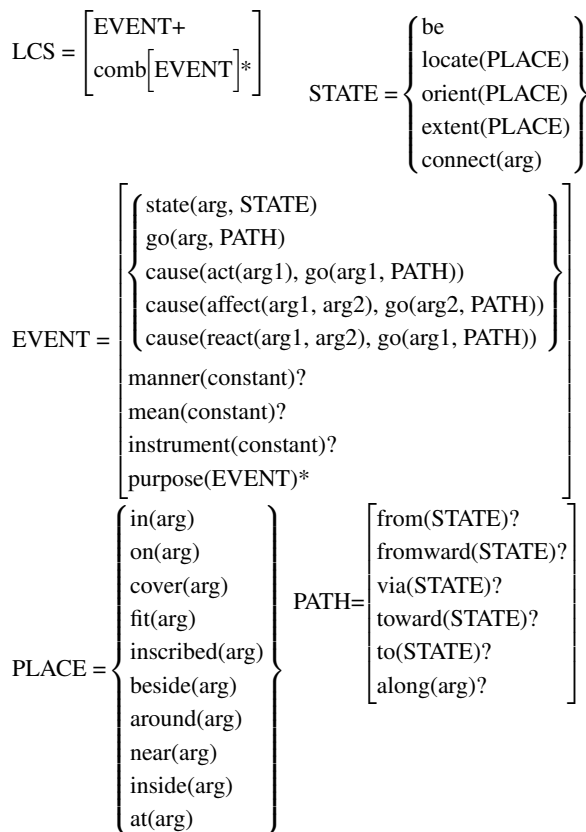 LCS = [EVENT+
comb[EVENT]*]
STATE = {be
locate(PLACE)
orient(PLACE)
extent(PLACE)
connect(arg)}
EVENT = [{state(arg, STATE)
go(arg, PATH)
cause(act(arg1), go(arg1, PATH))
cause(affect(arg1, arg2), go(arg2, PATH))
cause(react(arg1, arg2), go(arg1, PATH))}
manner(constant)?
mean(constant)?
instrument(constant)?
purpose(EVENT)*]
PLACE = {in(arg)
on(arg)
cover(arg)
fit(arg)
inscribed(arg)
beside(arg)
around(arg)
near(arg)
inside(arg)
at(arg)}
PATH= [from(STATE)?
fromward(STATE)?
via(STATE)?
toward(STATE)?
to(STATE)?
along(arg)?]